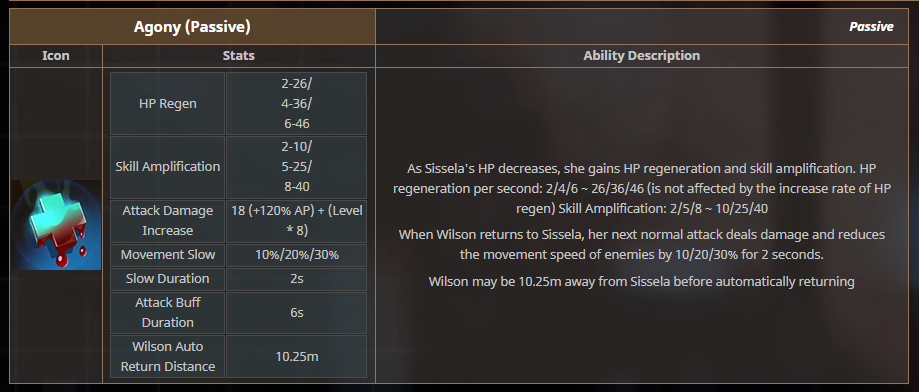 Agony (Passive)
Passive
Icon
Stats
Ability Description
HP Regen
2-26/
4-36/
6-46
Skill Amplification
2-10/
5-25/
8-40
Attack Damage
Increase
18 (+120% AP) + (Level
* 8)
Movement Slow
10%/20%/30%
Slow Duration
2s
Attack Buff
Duration
6s
Wilson Auto
Return Distance
10.25m
As Sissela's HP decreases, she gains HP regeneration and skill amplification. HP
regeneration per second: 2/4/6 ~ 26/36/46 (is not affected by the increase rate of HP
regen) Skill Amplification: 2/5/8 ~ 10/25/40
When Wilson returns to Sissela, her next normal attack deals damage and reduces
the movement speed of enemies by 10/20/30% for 2 seconds.
Wilson may be 10.25m away from Sissela before automatically returning